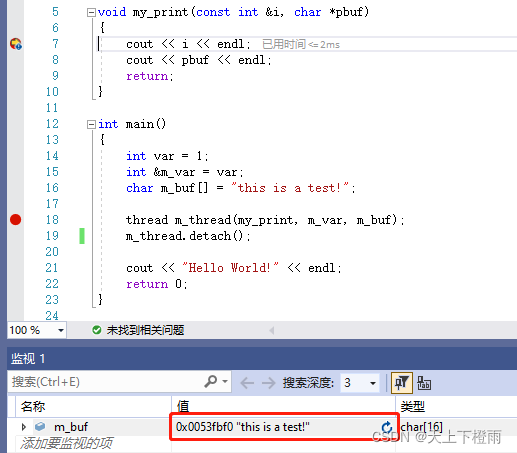 5 void my_print(const int &i, char *pbuf)
6 {
7 cout << i << endl; 已用时间 <= 2ms
8 cout << pbuf << endl;
9 return;
10 }
11
12 int main()
13 {
14 int var = 1;
15 int &m_var = var;
16 char m_buf[] = "this is a test!";
17
18 thread m_thread(my_print, m_var, m_buf);
19 m_thread.detach();
20
21 cout << "Hello World!" << endl;
22 return 0;
23 }
24
100 % 未找到相关问题
监视 1
搜索(Ctrl+E) 搜索深度: 3
名称 值 类型
m_buf 0x0053fbf0 "this is a test!" char[16]
添加要监视的项
CSDN @天上下橙雨